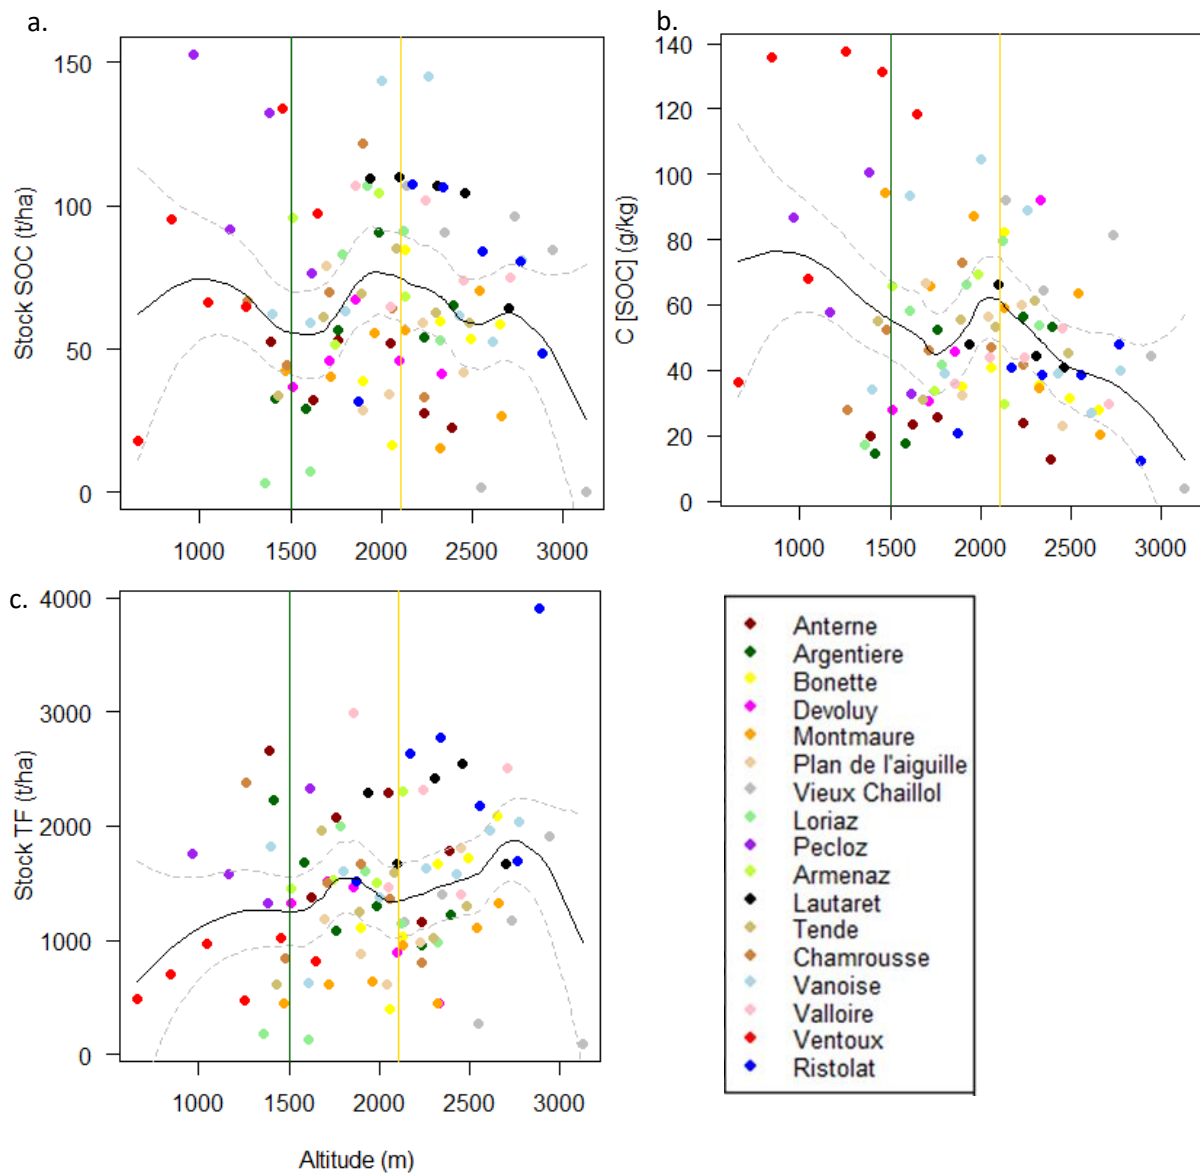 a.
150
100
50
0
Stock SOC (t/ha)
1000 1500 2000 2500 3000
b.
140
120
100
80
60
40
20
0
C [SOC] (g/kg)
1000 1500 2000 2500 3000
c.
4000
3000
2000
1000
0
Stock TF (t/ha)
1000 1500 2000 2500 3000
Altitude (m)
Anterne
Argentiere
Bonette
Devoluy
Montmaure
Plan de l'aiguille
Vieux Chaillol
Loriaz
Pecloz
Armenaz
Lautaret
Tende
Chamrousse
Vanoise
Valloire
Ventoux
Ristolat